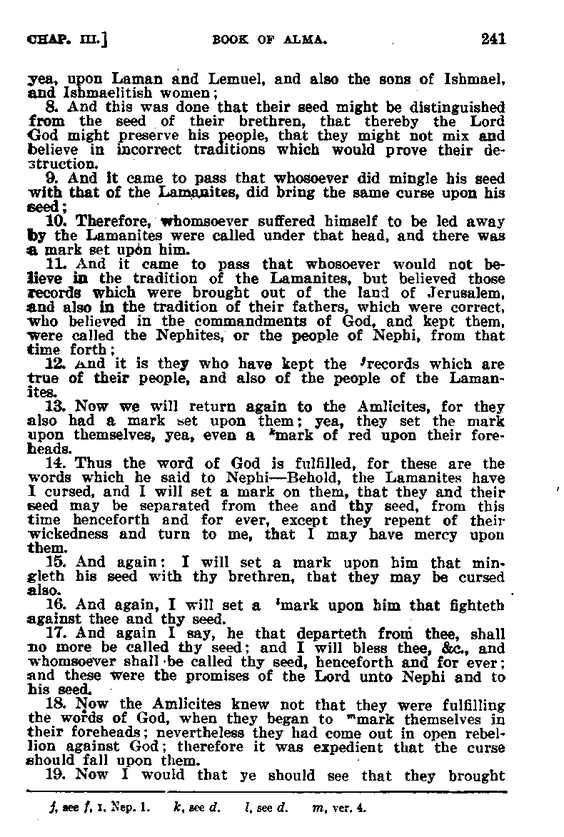 CHAP. III.] BOOK OF ALMA. 241
yea, upon Laman and Lemuel, and also the sons of Ishmael,
and Ishmaelitish women;
8. And this was done that their seed might be distinguished
from the seed of their brethren, that thereby the Lord
God might preserve his people, that they might not mix and
believe in incorrect traditions which would prove their de-
struction.
9. And it came to pass that whosoever did mingle his seed
with that of the Lamanites, did bring the same curse upon his
seed;
10. Therefore, whomsoever suffered himself to be led away
by the Lamanites were called under that head, and there was
a mark set upon him.
11. And it came to pass that whosoever would not be-
lieve in the tradition of the Lamanites, but believed those
records which were brought out of the land of Jerusalem,
and also in the tradition of their fathers, which were correct,
who believed in the commandments of God, and kept them,
were called the Nephites, or the people of Nephi, from that
time forth;
12. And it is they who have kept the jrecords which are
true of their people, and also of the people of the Laman-
ites.
13. Now we will return again to the Amlicites, for they
also had a mark set upon them; yea, they set the mark
upon themselves, yea, even a kmark of red upon their fore-
heads.
14. Thus the word of God is fulfilled, for these are the
words which he said to Nephi—Behold, the Lamanites have
I cursed, and I will set a mark on them, that they and their
seed may be separated from thee and thy seed, from this
time henceforth and for ever, except they repent of their
wickedness and turn to me, that I may have mercy upon
them.
15. And again: I will set a mark upon him that min-
gleth his seed with thy brethren, that they may be cursed
also.
16. And again, I will set a lmark upon him that fighteth
against thee and thy seed.
17. And again I say, he that departeth from thee, shall
no more be called thy seed; and I will bless thee, &c., and
whomsoever shall be called thy seed, henceforth and for ever;
and these were the promises of the Lord unto Nephi and to
his seed.
18. Now the Amlicites knew not that they were fulfilling
the words of God, when they began to mmark themselves in
their foreheads; nevertheless they had come out in open rebel-
lion against God; therefore it was expedient that the curse
should fall upon them.
19. Now I would that ye should see that they brought
j, see f, 1. Nep. 1. k, see d. l, see d. m, ver. 4.